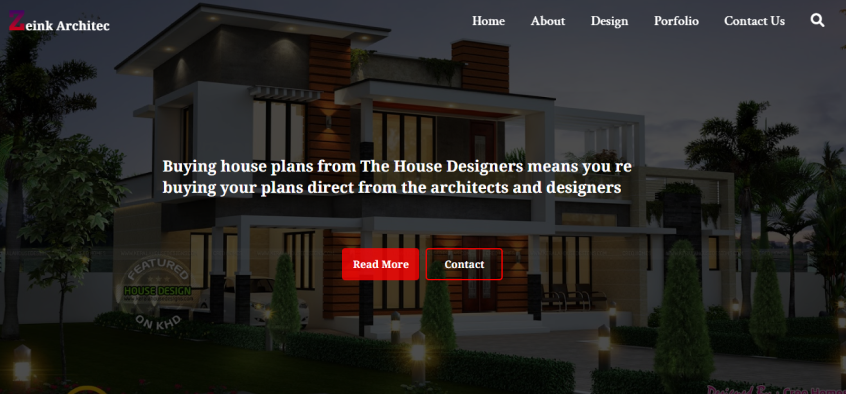 Zeink Architec
Home About Design Porfolio Contact Us
Buying house plans from The House Designers means you re
buying your plans direct from the architects and designers
Read More Contact
FEATURED
HOUSE DESIGN
ON KHD